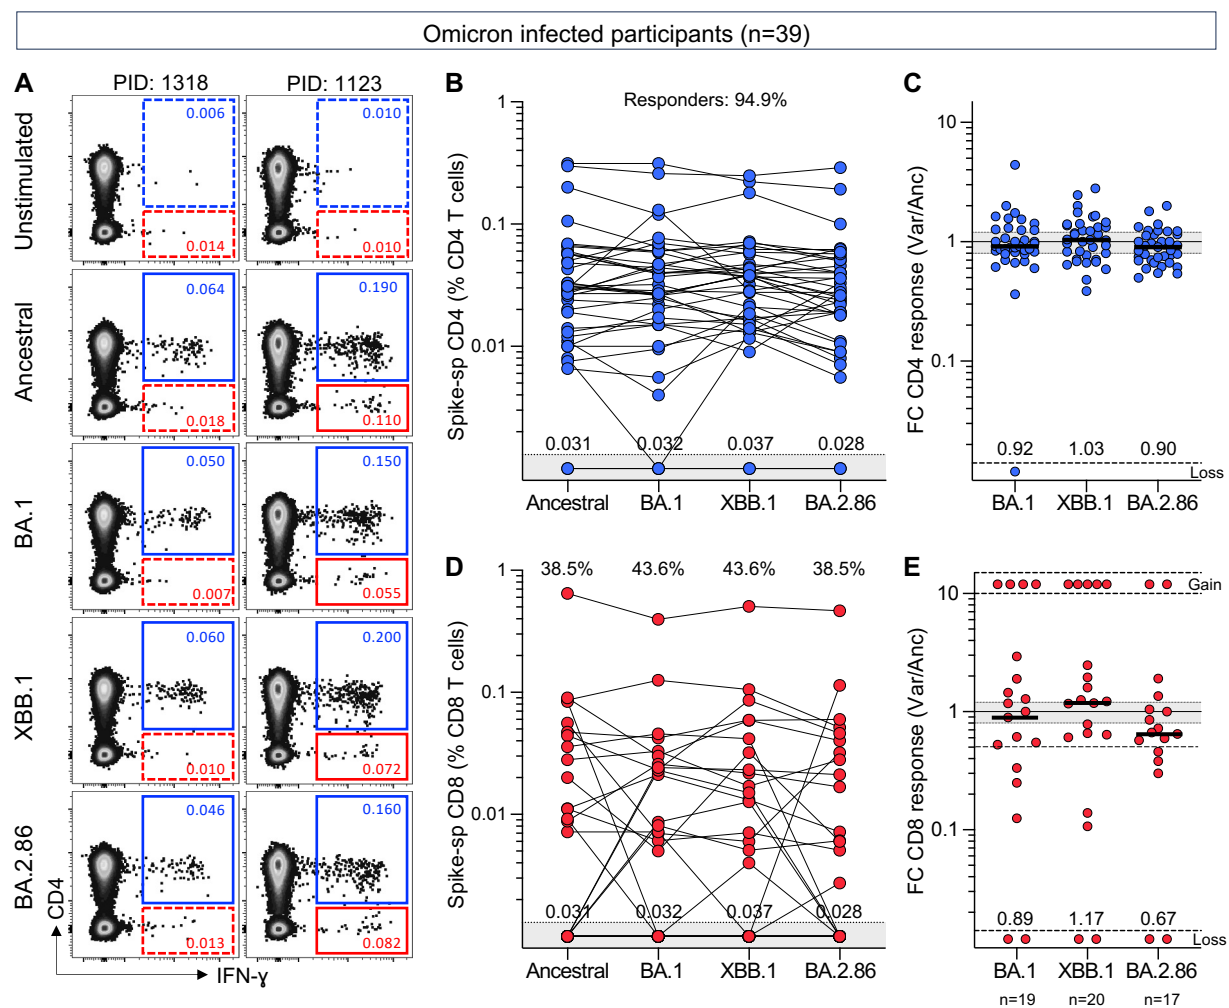 Omicron infected participants (n=39)
A
PID: 1318
PID: 1123
Unstimulated
0.006
0.010
0.014
0.010
Ancestral
0.064
0.190
0.018
0.110
BA.1
0.050
0.150
0.007
0.055
XBB.1
0.060
0.200
0.010
0.072
BA.2.86
0.046
0.160
0.013
0.082
CD4
IFN-ɣ
B
Responders: 94.9%
Spike-sp CD4 (% CD4 T cells)
1
0.1
0.01
0.031
0.032
0.037
0.028
Ancestral
BA.1
XBB.1
BA.2.86
C
FC CD4 response (Var/Anc)
10
1
0.1
0.92
1.03
0.90
Loss
BA.1
XBB.1
BA.2.86
D
38.5%
43.6%
43.6%
38.5%
Spike-sp CD8 (% CD8 T cells)
1
0.1
0.01
0.031
0.032
0.037
0.028
Ancestral
BA.1
XBB.1
BA.2.86
E
FC CD8 response (Var/Anc)
10
1
0.1
Gain
0.89
1.17
0.67
Loss
BA.1
XBB.1
BA.2.86
n=19
n=20
n=17